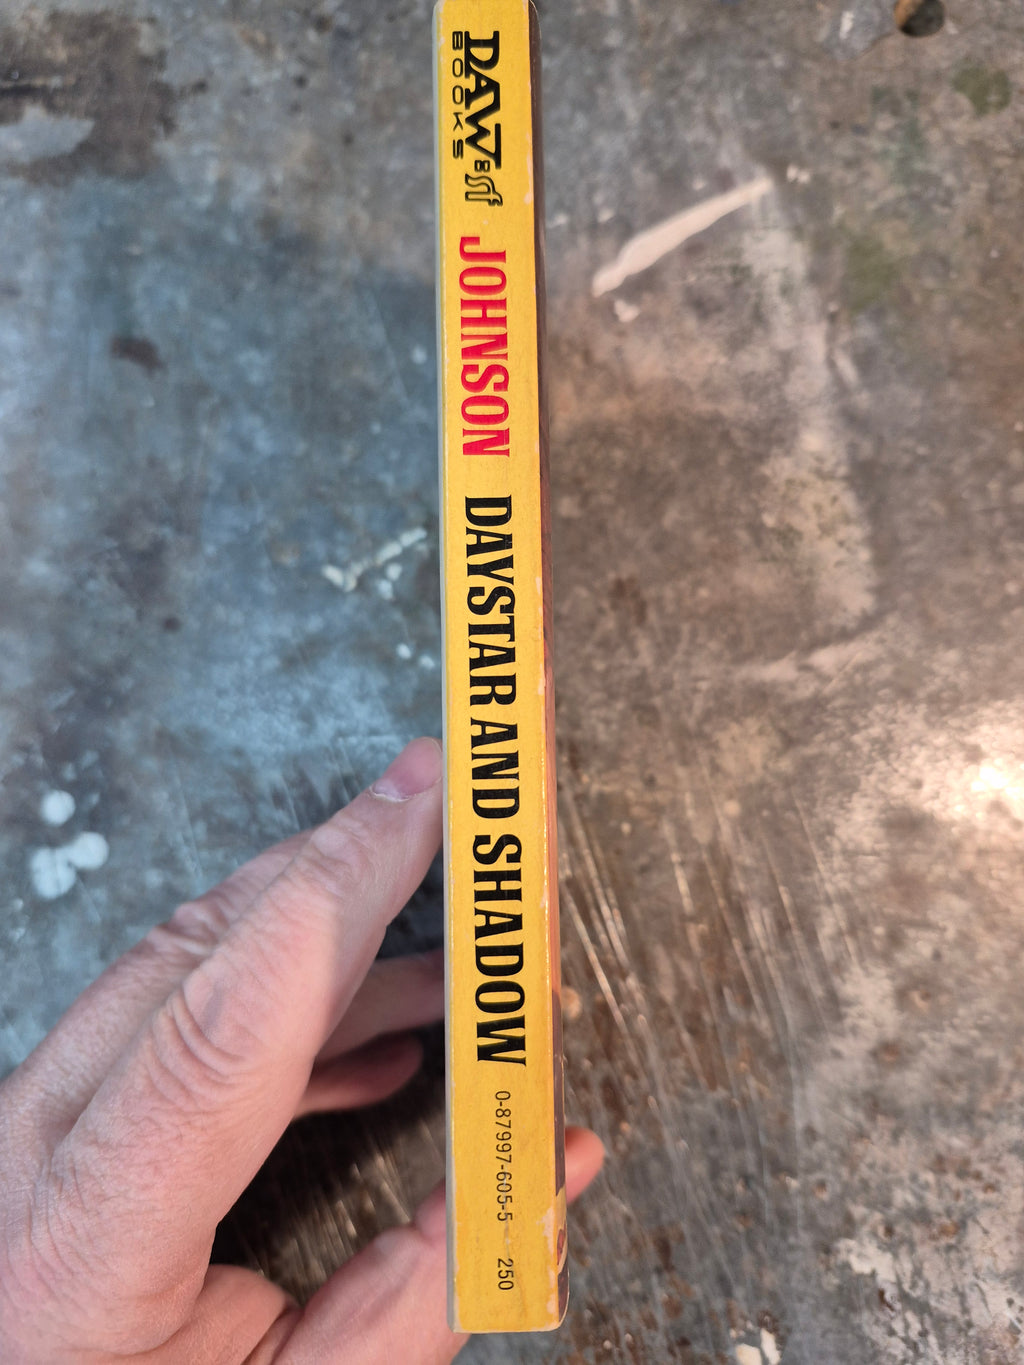 DAW
BOOKS
sf
JOHNSON
DAYSTAR AND SHADOW
0-87997-605-5
250